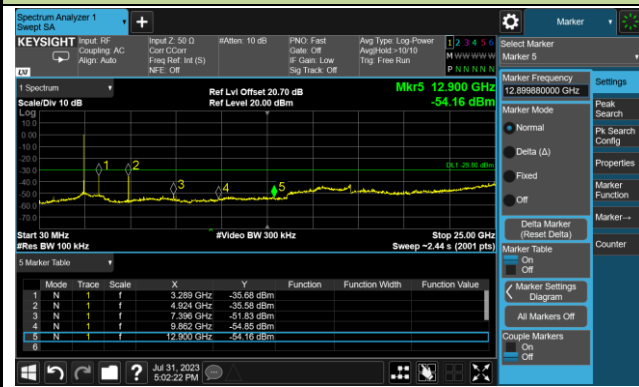 Spectrum Analyzer 1
Swept SA
+
Marker
KEYSIGHT
Input: RF
Coupling: AC
Align: Auto
Input Z: 50 Ω
Corr CCorr
Freq Ref: Int (S)
NFE: Off
#Atten: 10 dB
PNO: Fast
Gate: Off
IF Gain: Low
Sig Track: Off
Avg Type: Log-Power
Avg|Hold:>10/10
Trig: Free Run
1 2 3 4 5 6
M W W W W W
P N N N N N
LXI
Select Marker
Marker 5
1 Spectrum
Scale/Div 10 dB
Log
Ref Lvl Offset 20.70 dB
Ref Level 20.00 dBm
Mkr5 12.900 GHz
-54.16 dBm
10.0
0.00
-10.0
-20.0
-30.0
-40.0
-50.0
-60.0
-70.0
1
2
3
4
5
DL1 -29.80 dBm
Start 30 MHz
#Res BW 100 kHz
#Video BW 300 kHz
Stop 25.00 GHz
Sweep ~2.44 s (2001 pts)
5 Marker Table
Mode Trace Scale X Y Function Function Width Function Value
1 N 1 f 3.289 GHz -35.68 dBm
2 N 1 f 4.924 GHz -35.58 dBm
3 N 1 f 7.396 GHz -51.83 dBm
4 N 1 f 9.862 GHz -54.85 dBm
5 N 1 f 12.900 GHz -54.16 dBm
6
Marker Frequency
12.899880000 GHz
Marker Mode
Normal
Delta (Δ)
Fixed
Off
Delta Marker
(Reset Delta)
Marker Table
On
Off
Marker Settings
Diagram
All Markers Off
Couple Markers
On
Off
Settings
Peak
Search
Pk Search
Config
Properties
Marker
Function
Marker→
Counter
?
Jul 31, 2023
5:02:22 PM